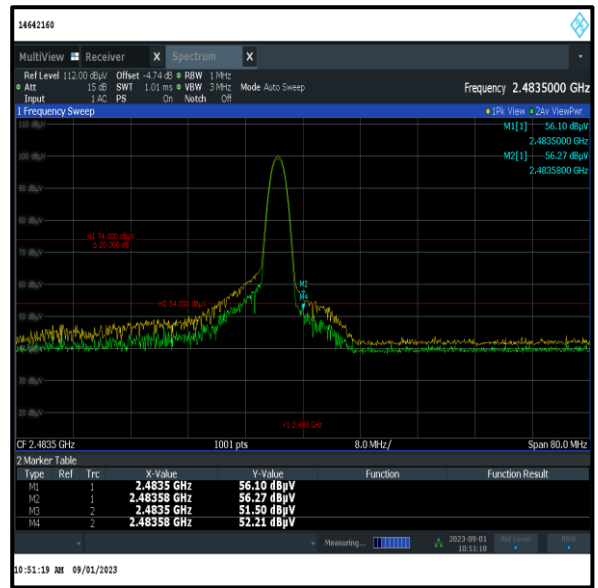 14642160
MultiView Receiver X Spectrum X
Ref Level 112.00 dBµV Offset -4.74 dB RBW 1 MHz
Att 15 dB SWT 1.01 ms VBW 3 MHz Mode Auto Sweep Frequency 2.4835000 GHz
Input 1 AC PS On Notch Off
1 Frequency Sweep 1Pk View 2Av ViewPwr
110 dBµV M1[1] 56.10 dBµV
2.4835000 GHz
100 dBµV M2[1] 56.27 dBµV
2.4835800 GHz
90 dBµV
80 dBµV
H1 74.000 dBµV
Δ 20.000 dB
70 dBµV
60 dBµV
M2
H2 54.000 dBµV M4
50 dBµV
40 dBµV
30 dBµV
20 dBµV
V1 2.483 GHz
CF 2.4835 GHz 1001 pts 8.0 MHz/ Span 80.0 MHz
2 Marker Table
Type Ref Trc X-Value Y-Value Function Function Result
M1 1 2.4835 GHz 56.10 dBµV
M2 1 2.48358 GHz 56.27 dBµV
M3 2 2.4835 GHz 51.50 dBµV
M4 2 2.48358 GHz 52.21 dBµV
Measuring... 2023-09-01 Ref Level RBW
10:51:18
10:51:19 AM 09/01/2023